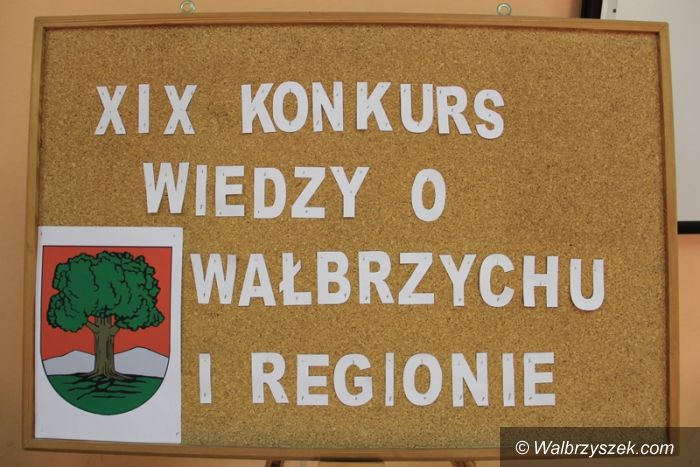 XIX KONKURS
WIEDZY O
WAŁBRZYCHU
I REGIONIE
© Walbrzyszek.com